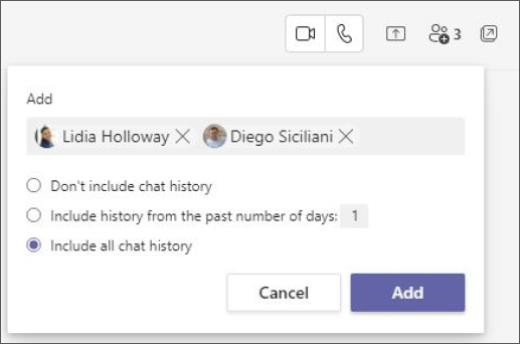 3
Add
Lidia Holloway Diego Siciliani
Don't include chat history
Include history from the past number of days: 1
Include all chat history
Cancel Add